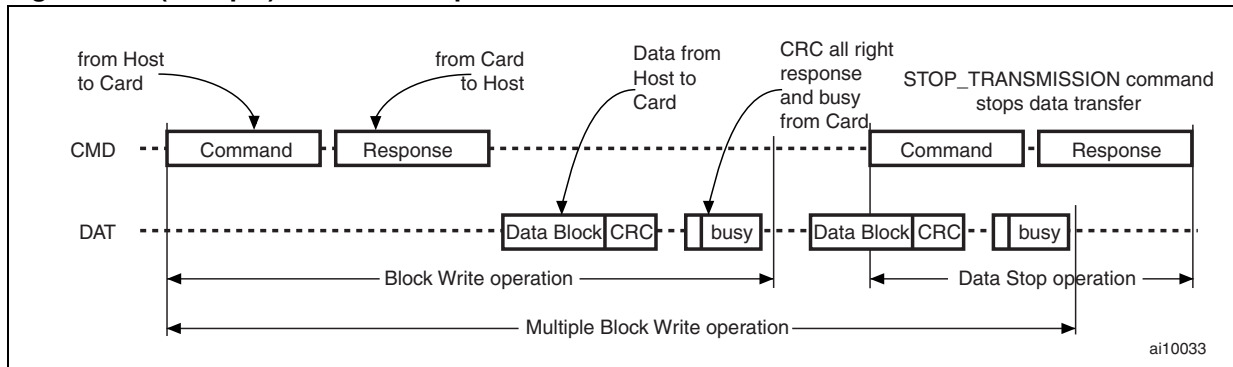 from Host
to Card
from Card
to Host
Data from
Host to
Card
CRC all right
response
and busy
from Card
STOP_TRANSMISSION command
stops data transfer
CMD
Command
Response
Command
Response
DAT
Data Block
CRC
busy
Data Block
CRC
busy
Block Write operation
Data Stop operation
Multiple Block Write operation
ai10033